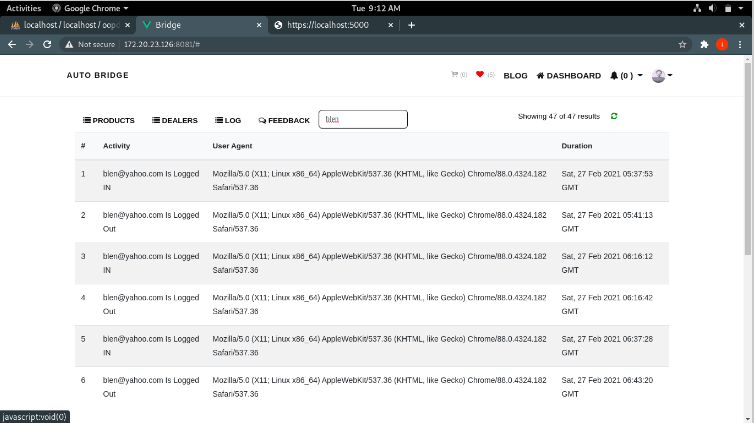 Activities Google Chrome Tue 9:12 AM
localhost / localhost / oopd Bridge https://localhost:5000
Not secure 172.20.23.126:8081/#
AUTO BRIDGE (0) (5) BLOG DASHBOARD (0 )
PRODUCTS DEALERS LOG FEEDBACK blen Showing 47 of 47 results
# Activity User Agent Duration
1 blen@yahoo.com Is Logged IN Mozilla/5.0 (X11; Linux x86_64) AppleWebKit/537.36 (KHTML, like Gecko) Chrome/88.0.4324.182 Safari/537.36 Sat, 27 Feb 2021 05:37:53 GMT
2 blen@yahoo.com Is Logged Out Mozilla/5.0 (X11; Linux x86_64) AppleWebKit/537.36 (KHTML, like Gecko) Chrome/88.0.4324.182 Safari/537.36 Sat, 27 Feb 2021 05:41:13 GMT
3 blen@yahoo.com Is Logged IN Mozilla/5.0 (X11; Linux x86_64) AppleWebKit/537.36 (KHTML, like Gecko) Chrome/88.0.4324.182 Safari/537.36 Sat, 27 Feb 2021 06:16:12 GMT
4 blen@yahoo.com Is Logged Out Mozilla/5.0 (X11; Linux x86_64) AppleWebKit/537.36 (KHTML, like Gecko) Chrome/88.0.4324.182 Safari/537.36 Sat, 27 Feb 2021 06:16:42 GMT
5 blen@yahoo.com Is Logged IN Mozilla/5.0 (X11; Linux x86_64) AppleWebKit/537.36 (KHTML, like Gecko) Chrome/88.0.4324.182 Safari/537.36 Sat, 27 Feb 2021 06:37:28 GMT
6 blen@yahoo.com Is Logged Out Mozilla/5.0 (X11; Linux x86_64) AppleWebKit/537.36 (KHTML, like Gecko) Chrome/88.0.4324.182 Safari/537.36 Sat, 27 Feb 2021 06:43:20 GMT
javascript:void(0)